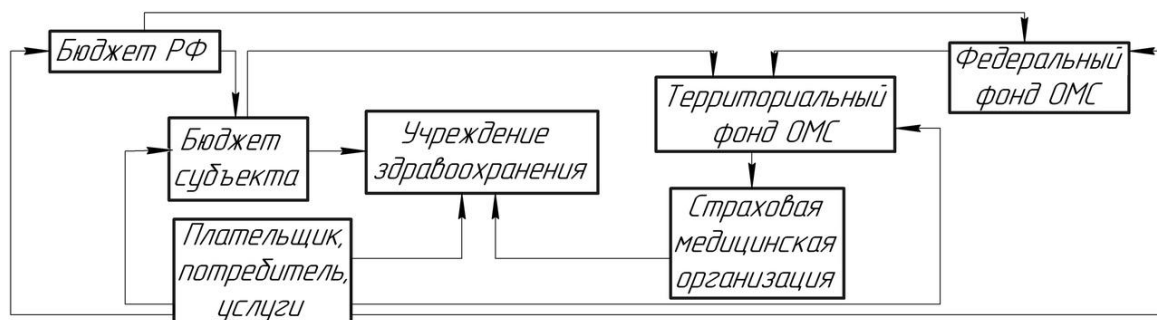 Бюджет РФ
Федеральный
фонд ОМС
Территориальный
фонд ОМС
Бюджет
субъекта
Учреждение
здравоохранения
Плательщик,
потребитель,
услуги
Страховая
медицинская
организация